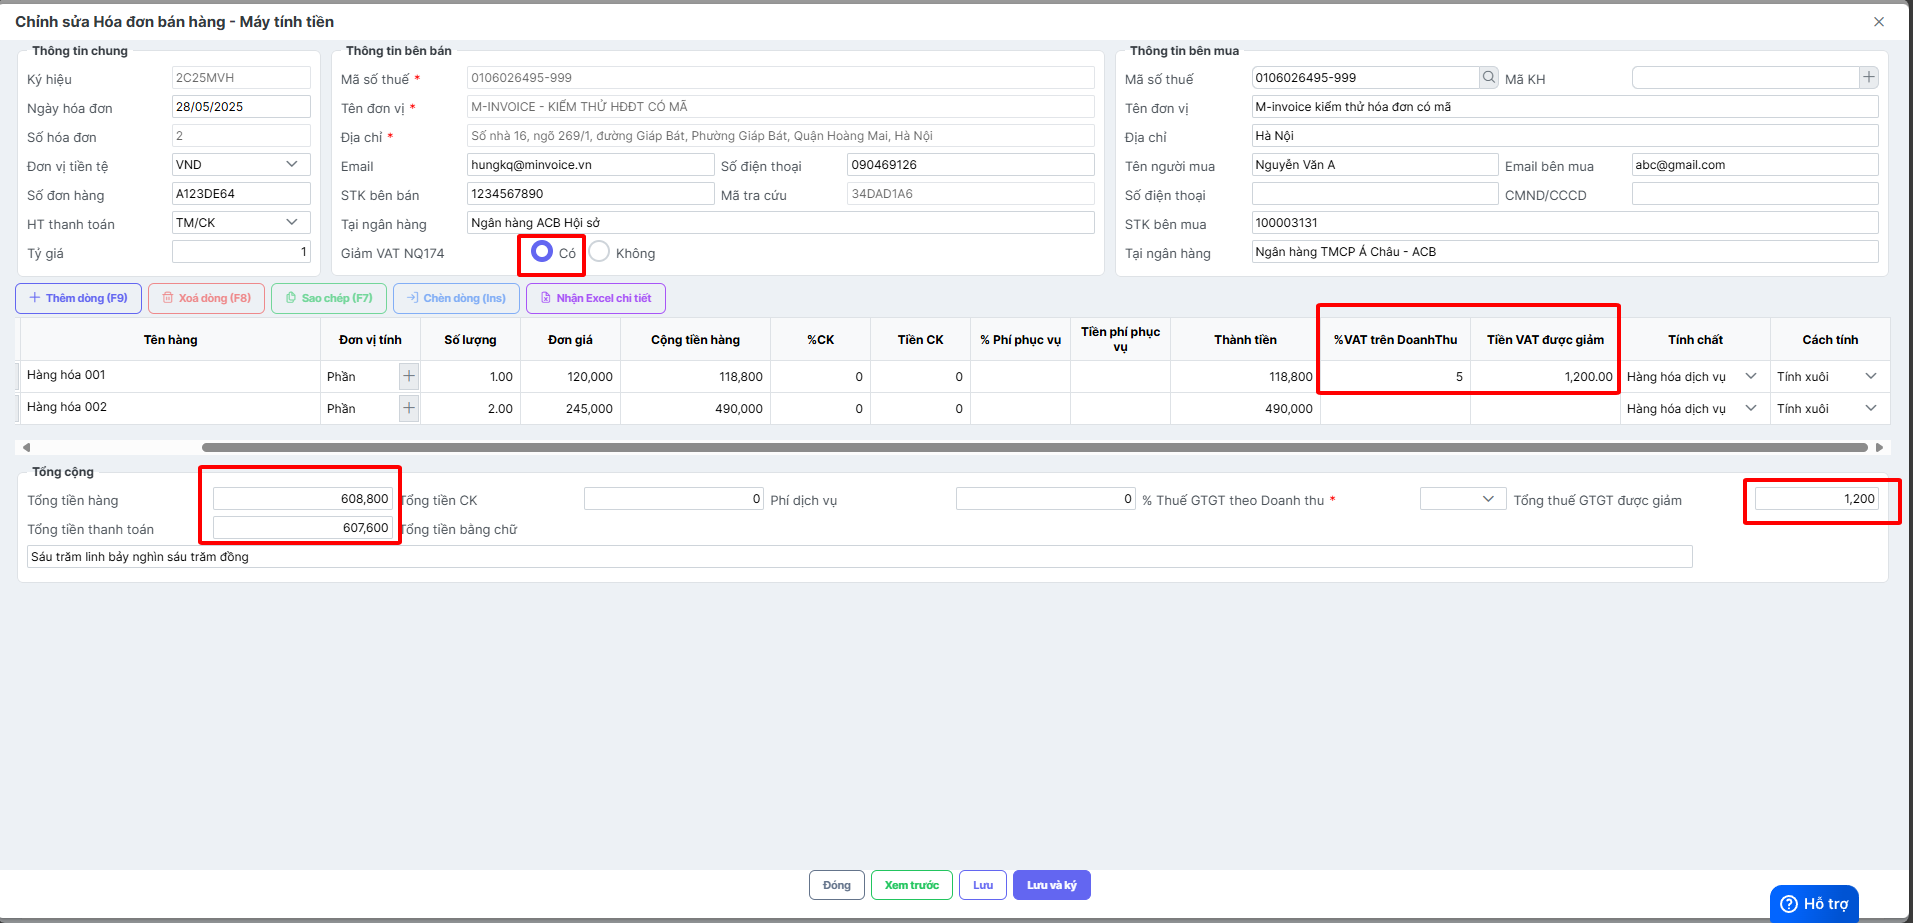 Chỉnh sửa Hóa đơn bán hàng - Máy tính tiền
Thông tin chung
Ký hiệu 2C25MVH
Ngày hóa đơn 28/05/2025
Số hóa đơn 2
Đơn vị tiền tệ VND
Số đơn hàng A123DE64
HT thanh toán TM/CK
Tỷ giá 1
Thông tin bên bán
Mã số thuế * 0106026495-999
Tên đơn vị * M-INVOICE - KIỂM THỬ HĐĐT CÓ MÃ
Địa chỉ * Số nhà 16, ngõ 269/1, đường Giáp Bát, Phường Giáp Bát, Quận Hoàng Mai, Hà Nội
Email hungkq@minvoice.vn Số điện thoại 090469126
STK bên bán 1234567890 Mã tra cứu 34DAD1A6
Tại ngân hàng Ngân hàng ACB Hội sở
Giảm VAT NQ174 Có Không
Thông tin bên mua
Mã số thuế 0106026495-999 Mã KH
Tên đơn vị M-invoice kiểm thử hóa đơn có mã
Địa chỉ Hà Nội
Tên người mua Nguyễn Văn A Email bên mua abc@gmail.com
Số điện thoại CMND/CCCD
STK bên mua 100003131
Tại ngân hàng Ngân hàng TMCP Á Châu - ACB
Thêm dòng (F9) Xoá dòng (F8) Sao chép (F7) Chèn dòng (Ins) Nhận Excel chi tiết
Tên hàng Đơn vị tính Số lượng Đơn giá Cộng tiền hàng %CK Tiền CK % Phí phục vụ Tiền phí phục vụ Thành tiền %VAT trên DoanhThu Tiền VAT được giảm Tính chất Cách tính
Hàng hóa 001 Phần 1.00 120,000 118,800 0 0 118,800 5 1,200.00 Hàng hóa dịch vụ Tính xuôi
Hàng hóa 002 Phần 2.00 245,000 490,000 0 0 490,000 Hàng hóa dịch vụ Tính xuôi
Tổng cộng
Tổng tiền hàng 608,800 Tổng tiền CK 0 Phí dịch vụ 0 % Thuế GTGT theo Doanh thu * Tổng thuế GTGT được giảm 1,200
Tổng tiền thanh toán 607,600 Tổng tiền bằng chữ
Sáu trăm linh bảy nghìn sáu trăm đồng
Đóng Xem trước Lưu Lưu và ký
Hỗ trợ